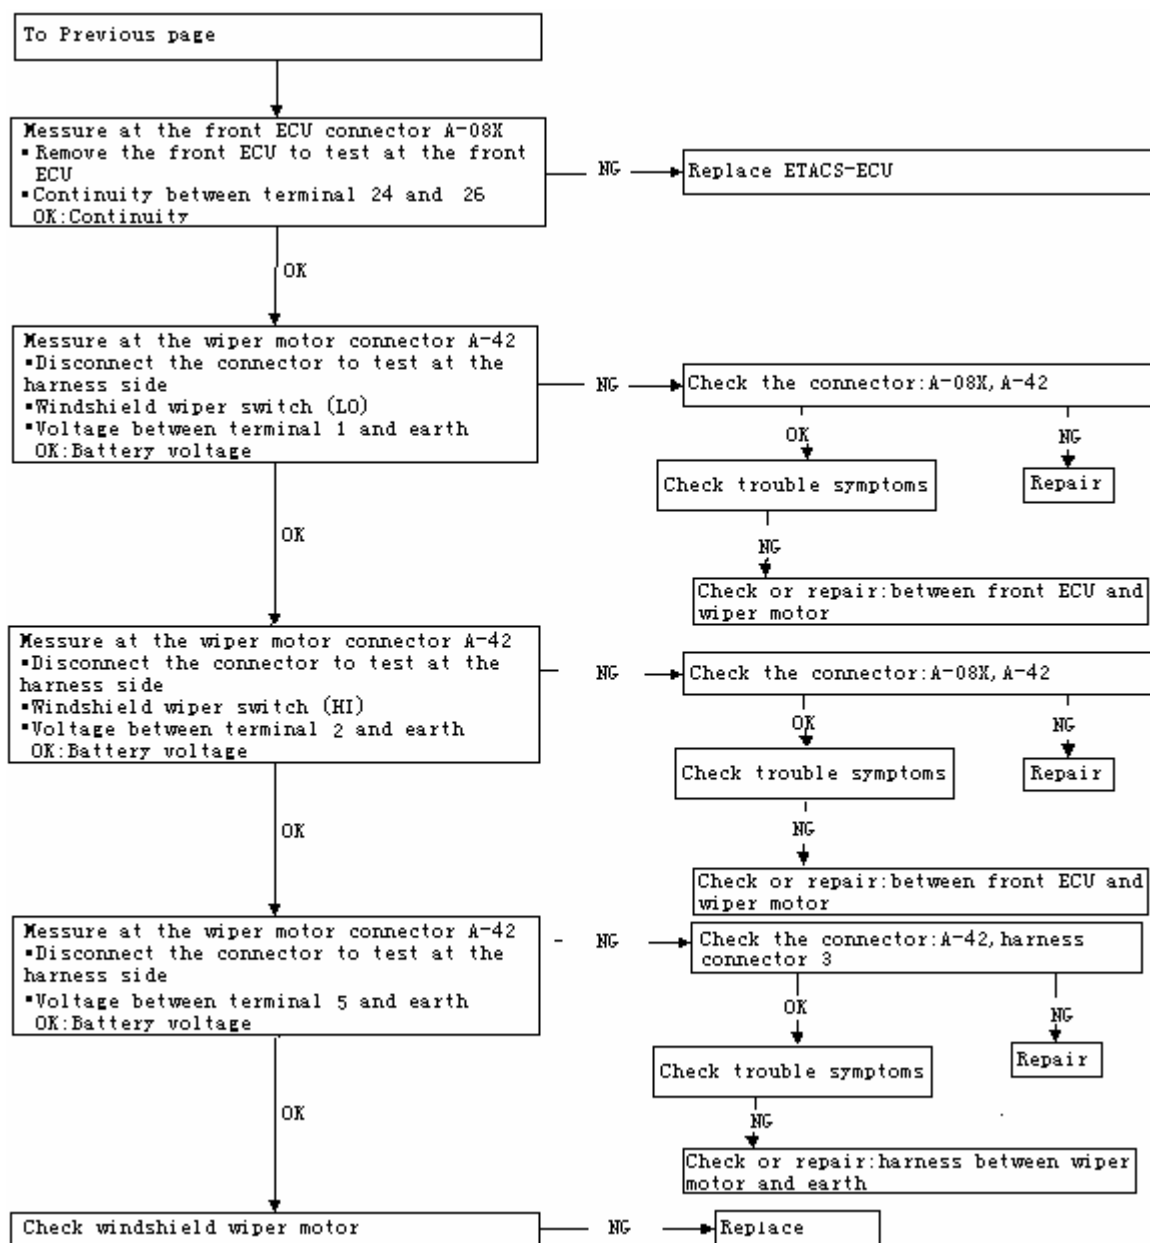 To Previous page
Messure at the front ECU connector A-08X
▪Remove the front ECU to test at the front
ECU
▪Continuity between terminal 24 and 26
OK:Continuity
NG
Replace ETACS-ECU
OK
Messure at the wiper motor connector A-42
▪Disconnect the connector to test at the
harness side
▪Windshield wiper switch (LO)
▪Voltage between terminal 1 and earth
OK:Battery voltage
NG
Check the connector:A-08X, A-42
OK
NG
Check trouble symptoms
Repair
NG
Check or repair:between front ECU and
wiper motor
OK
Messure at the wiper motor connector A-42
▪Disconnect the connector to test at the
harness side
▪Windshield wiper switch (HI)
▪Voltage between terminal 2 and earth
OK:Battery voltage
NG
Check the connector:A-08X, A-42
OK
NG
Check trouble symptoms
Repair
NG
Check or repair:between front ECU and
wiper motor
OK
Messure at the wiper motor connector A-42
▪Disconnect the connector to test at the
harness side
▪Voltage between terminal 5 and earth
OK:Battery voltage
NG
Check the connector:A-42, harness
connector 3
OK
NG
Check trouble symptoms
Repair
NG
Check or repair:harness between wiper
motor and earth
OK
Check windshield wiper motor
NG
Replace